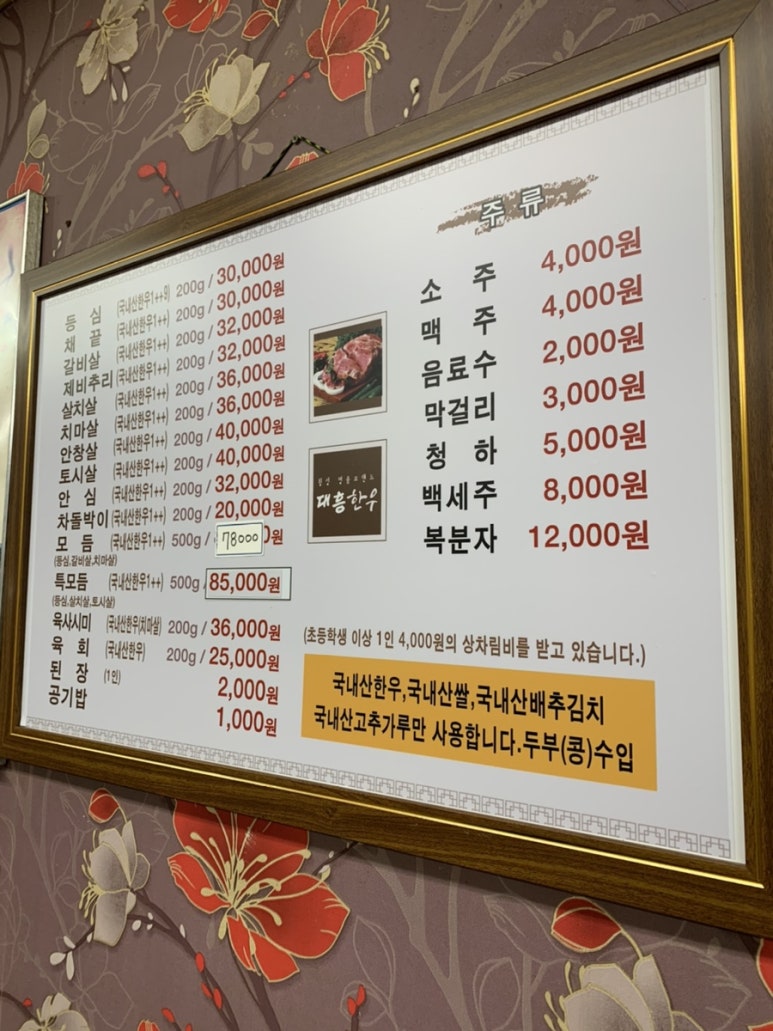 등 심 (국내산한우1++9) 200g / 30,000원
채 끝 (국내산한우1++) 200g / 30,000원
갈비살 (국내산한우1++) 200g / 32,000원
제비추리 (국내산한우1++) 200g / 32,000원
살치살 (국내산한우1++) 200g / 36,000원
치마살 (국내산한우1++) 200g / 36,000원
안창살 (국내산한우1++) 200g / 40,000원
토시살 (국내산한우1++) 200g / 40,000원
안 심 (국내산한우1++) 200g / 32,000원
차돌박이 (국내산한우1++) 200g / 20,000원
모 듬 (국내산한우1++) 500g / 78000 원
(등심,갈비살,치마살)
특모듬 (국내산한우1++) 500g / 85,000원
(등심,살치살,토시살)
육사시미 (국내산한우(치마살) 200g / 36,000원
육 회 (국내산한우) 200g / 25,000원
된 장 (1인) 2,000원
공기밥 1,000원
대흥한우
주 류
소 주 4,000원
맥 주 4,000원
음료수 2,000원
막걸리 3,000원
청 하 5,000원
백세주 8,000원
복분자 12,000원
(초등학생 이상 1인 4,000원의 상차림비를 받고 있습니다.)
국내산한우,국내산쌀,국내산배추김치
국내산고추가루만 사용합니다.두부(콩)수입